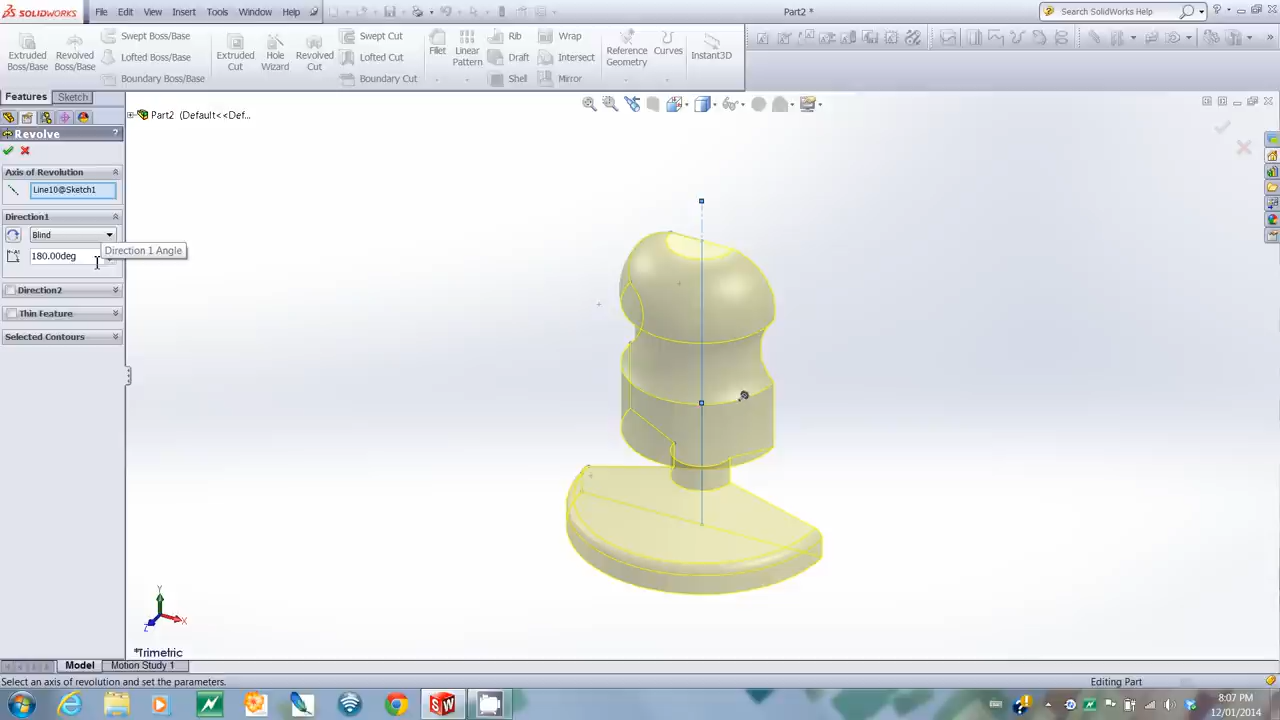 SOLIDWORKS
File Edit View Insert Tools Window Help
Part2 *
Search SolidWorks Help
Extruded Boss/Base
Revolved Boss/Base
Swept Boss/Base
Lofted Boss/Base
Boundary Boss/Base
Extruded Cut
Hole Wizard
Revolved Cut
Swept Cut
Lofted Cut
Boundary Cut
Fillet
Linear Pattern
Rib
Draft
Shell
Wrap
Intersect
Mirror
Reference Geometry
Curves
Instant3D
Features Sketch
Revolve
?
Part2 (Default<<Def...
Axis of Revolution
Line10@Sketch1
Direction1
Blind
Direction 1 Angle
180.00deg
Direction2
Thin Feature
Selected Contours
Y
X
Z
*Trimetric
Model Motion Study 1
Select an axis of revolution and set the parameters.
Editing Part
8:07 PM
12/01/2014